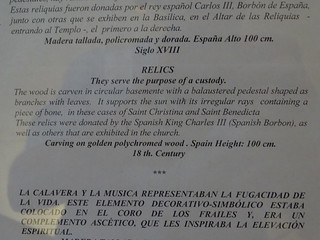 Estas reliquias fueron donadas por el rey español Carlos III, Borbón de España,
junto con otras que se exhiben en la Basílica, en el Altar de las Reliquias -
entrando al Templo -, el primero a la derecha.
Madera tallada, policromada y dorada. España Alto 100 cm.
Siglo XVIII
RELICS
They serve the purpose of a custody.
The wood is carven in circular basemente with a balaustered pedestal shaped as
branches with leaves. It supports the sun with its irregular rays containing a
piece of bone, in these cases of Saint Christina and Saint Benedicta
These relics were donated by the Spanish King Charles III (Spanish Borbon), as
well as others that are exhibited in the church.
Carving on golden polychromed wood . Spain Height: 100 cm.
18 th. Century
***
LA CALAVERA Y LA MUSICA REPRESENTABAN LA FUGACIDAD DE
LA VIDA. ESTE ELEMENTO DECORATIVO-SIMBÓLICO ESTABA
COLOCADO EN EL CORO DE LOS FRAILES Y, ERA UN
COMPLEMENTO ASCÉTICO, QUE LES INSPIRABA LA ELEVACIÓN
ESPIRITUAL.